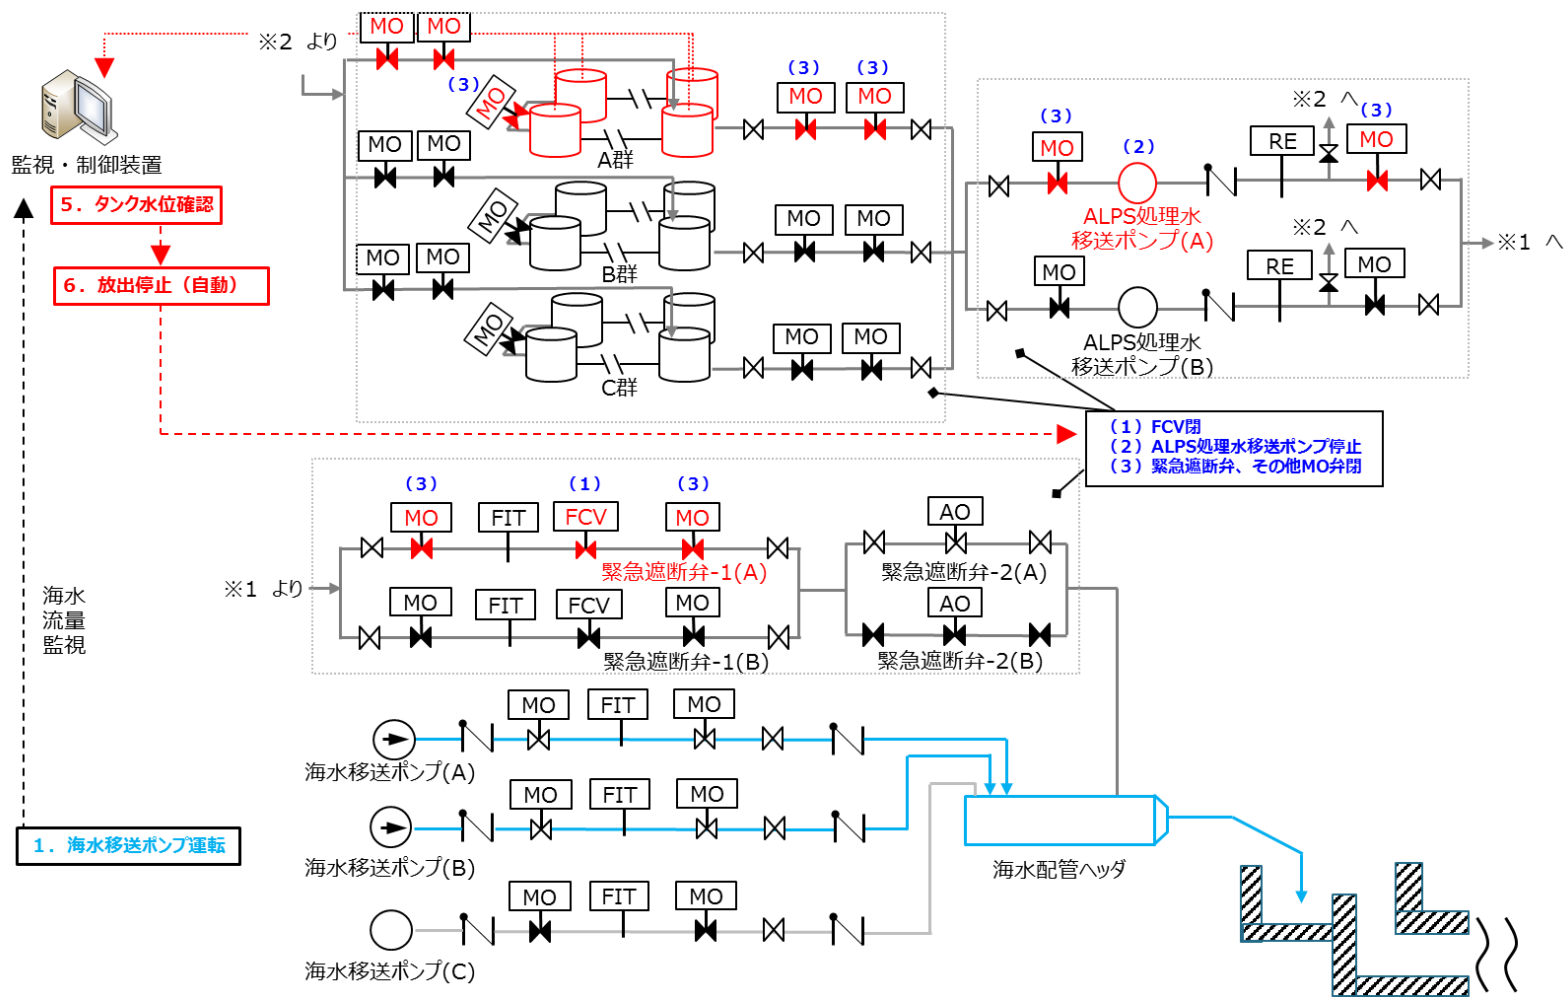 ※2 より
MO
MO
監視・制御装置
5. タンク水位確認
6. 放出停止（自動）
(3)
MO
A群
(3)
(3)
MO
MO
MO
MO
MO
B群
MO
MO
MO
MO
MO
C群
MO
MO
(3)
MO
(2)
ALPS処理水
移送ポンプ(A)
RE
※2 へ
(3)
MO
MO
ALPS処理水
移送ポンプ(B)
RE
※2 へ
MO
※1 へ
（1）FCV閉
（2）ALPS処理水移送ポンプ停止
（3）緊急遮断弁、その他MO弁閉
※1 より
(3)
MO
FIT
(1)
FCV
(3)
MO
緊急遮断弁-1(A)
AO
緊急遮断弁-2(A)
MO
FIT
FCV
MO
緊急遮断弁-1(B)
AO
緊急遮断弁-2(B)
海水
流量
監視
1. 海水移送ポンプ運転
MO
FIT
MO
海水移送ポンプ(A)
MO
FIT
MO
海水移送ポンプ(B)
MO
FIT
MO
海水移送ポンプ(C)
海水配管ヘッダ